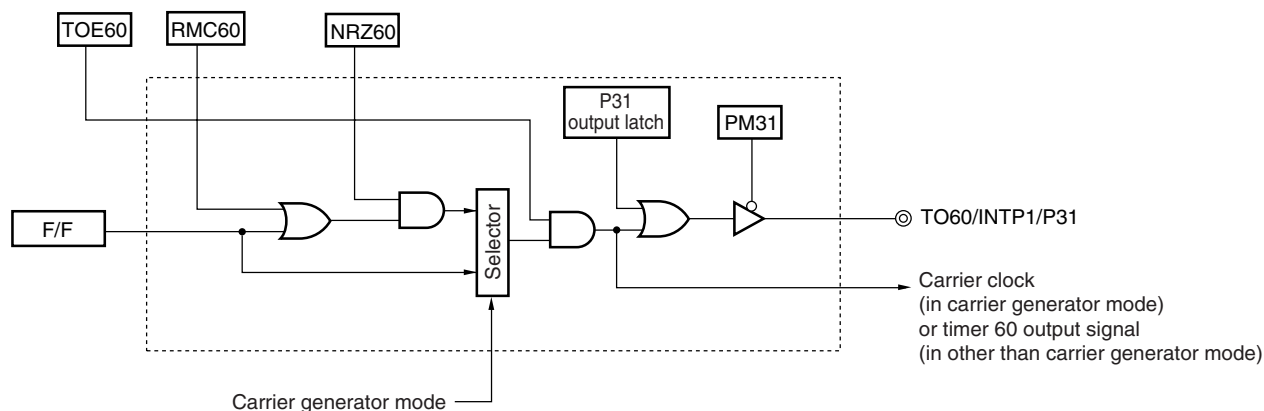 TOE60
RMC60
NRZ60
P31
output latch
PM31
F/F
Selector
TO60/INTP1/P31
Carrier clock
(in carrier generator mode)
or timer 60 output signal
(in other than carrier generator mode)
Carrier generator mode